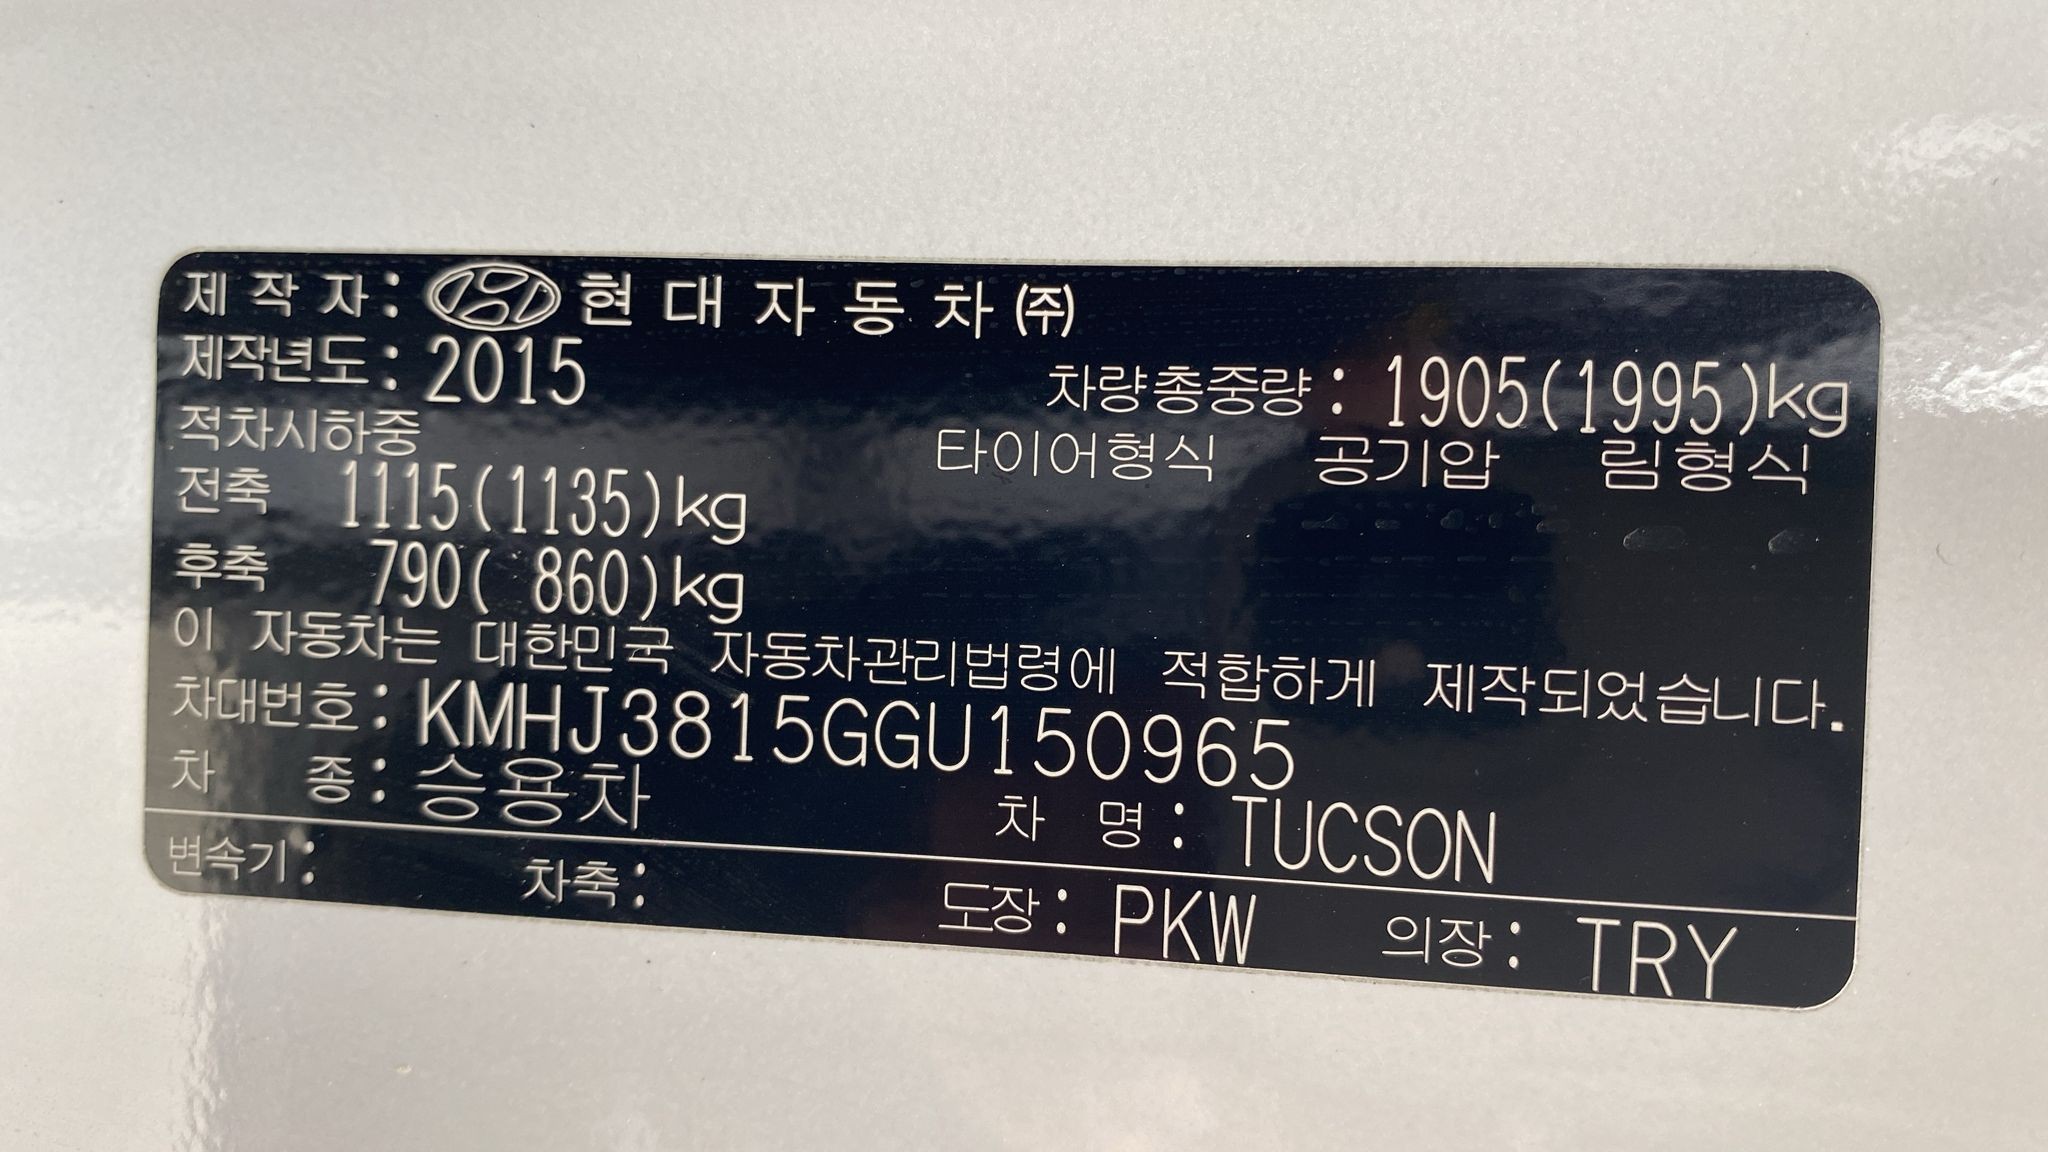 제작자: 현대자동차㈜
제작년도: 2015
차량총중량: 1905(1995)kg
적차시하중
타이어형식 공기압 림형식
전축 1115(1135)kg
후축 790( 860)kg
이 자동차는 대한민국 자동차관리법령에 적합하게 제작되었습니다.
차대번호: KMHJ3815GGU150965
차 종: 승용차
차 명: TUCSON
변속기: 차축: 도장: PKW 의장: TRY